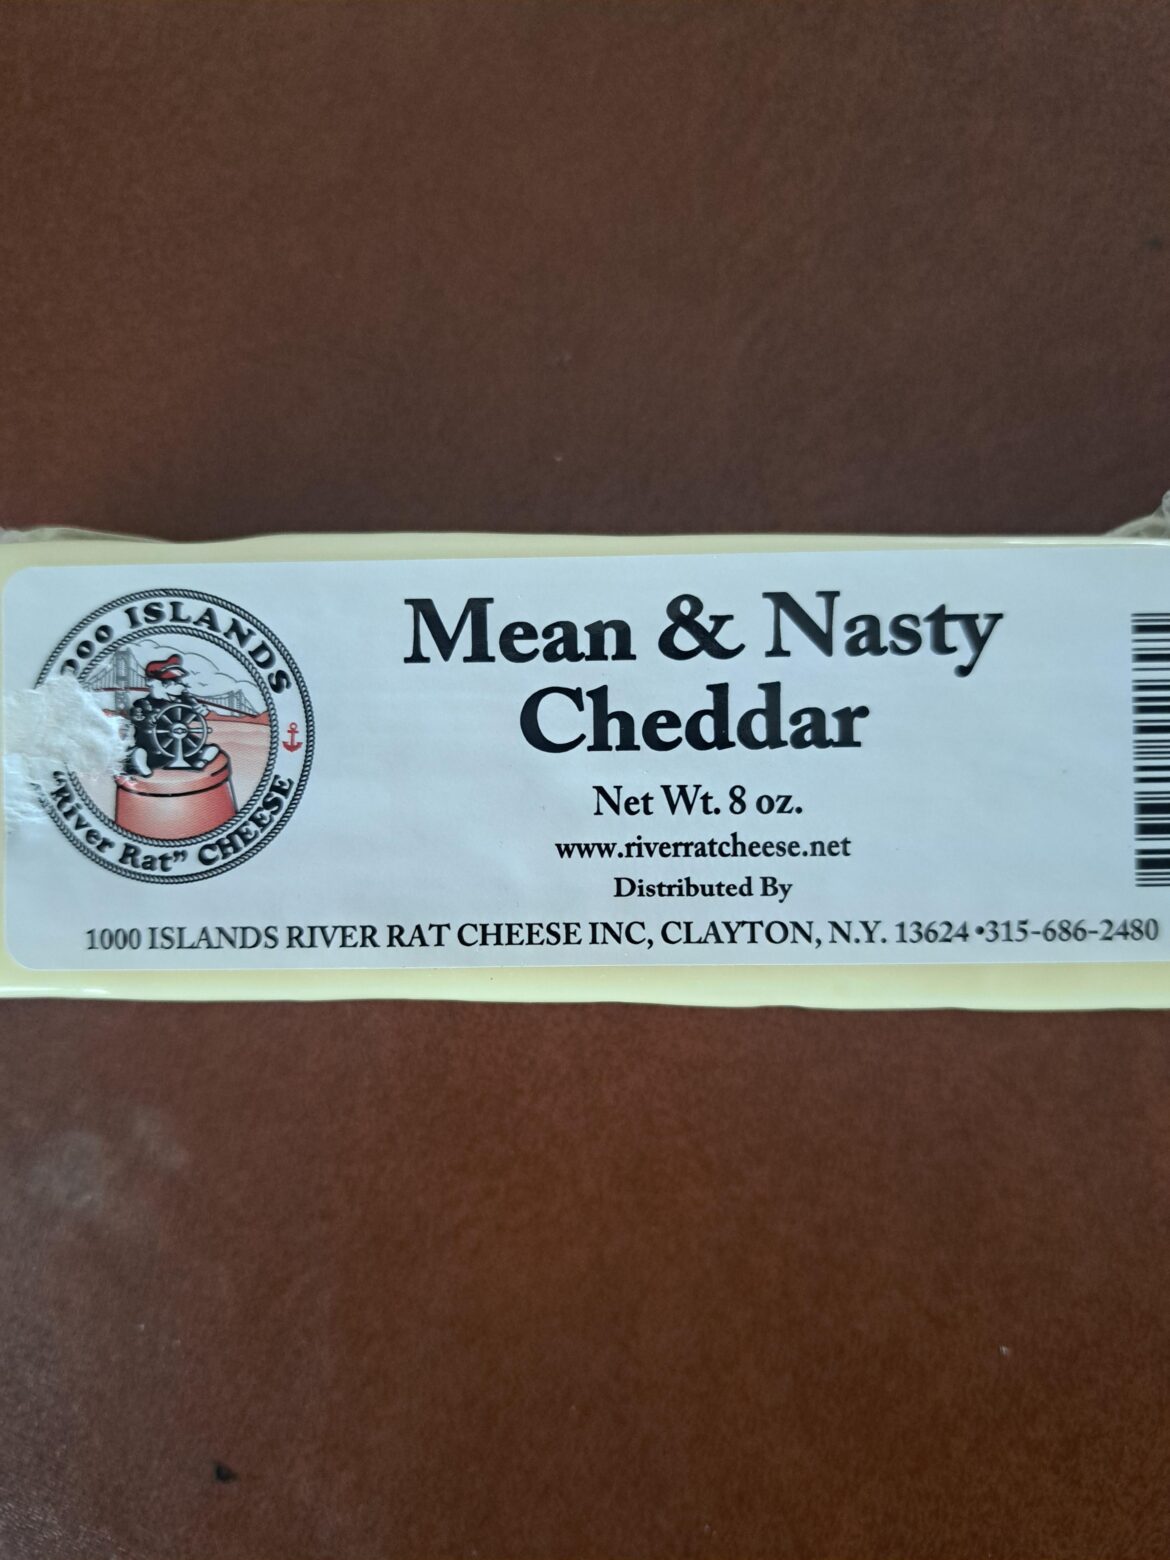 ISLANDS
"River Rat" CHEESE
Mean & Nasty
Cheddar
Net Wt. 8 oz.
www.riverratcheese.net
Distributed By
1000 ISLANDS RIVER RAT CHEESE INC, CLAYTON, N.Y. 13624 •315-686-2480